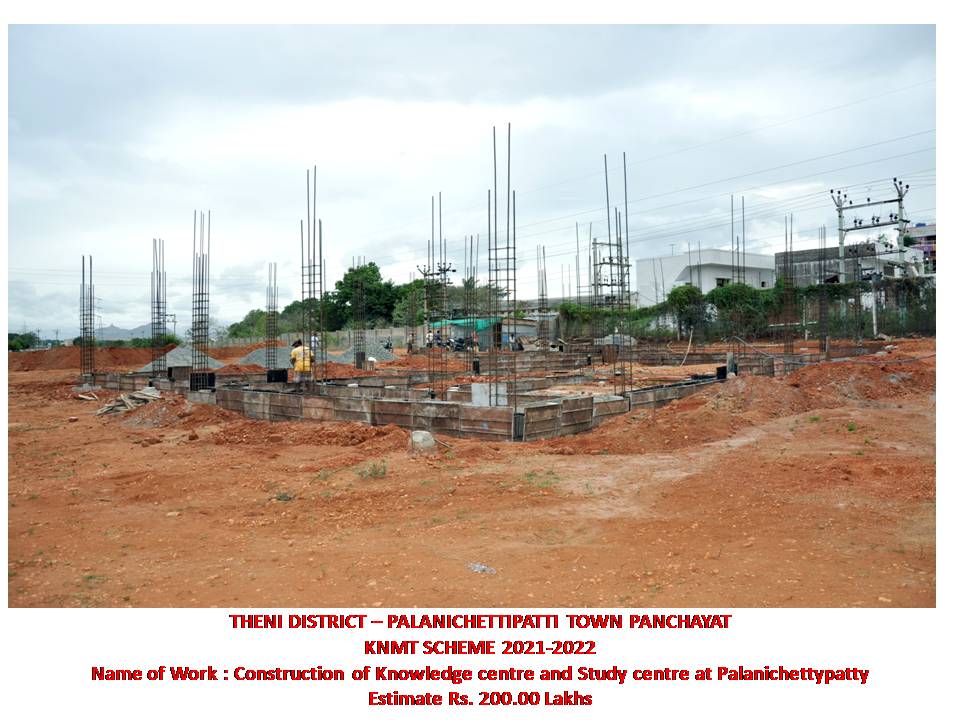 THENI DISTRICT – PALANICHETTIPATTI TOWN PANCHAYAT
KNMT SCHEME 2021-2022
Name of Work : Construction of Knowledge centre and Study centre at Palanichettypatty
Estimate Rs. 200.00 Lakhs